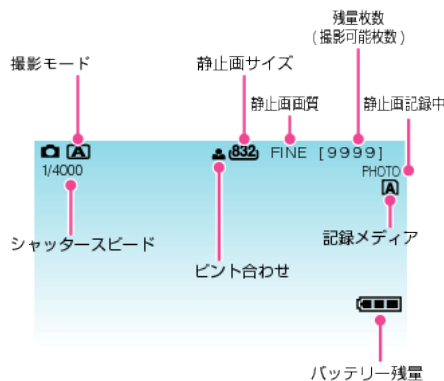 残量枚数
(撮影可能枚数)
撮影モード
静止画サイズ
静止画画質
静止画記録中
A
832
FINE
[9999]
1/4000
PHOTO
A
シャッタースピード
ピント合わせ
記録メディア
バッテリー残量